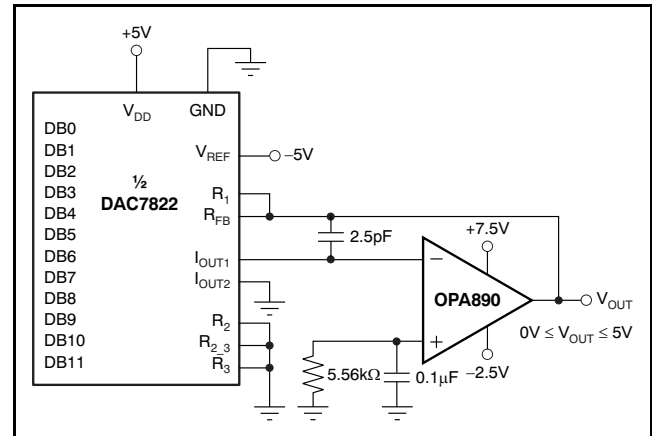 +5V
V_DD
GND
DB0
DB1
DB2
DB3
DB4
DB5
DB6
DB7
DB8
DB9
DB10
DB11
½
DAC7822
V_REF
–5V
R_1
R_FB
I_OUT1
I_OUT2
R_2
R_2_3
R_3
2.5pF
+7.5V
–
OPA890
+
–2.5V
V_OUT
0V ≤ V_OUT ≤ 5V
5.56kΩ
0.1μF